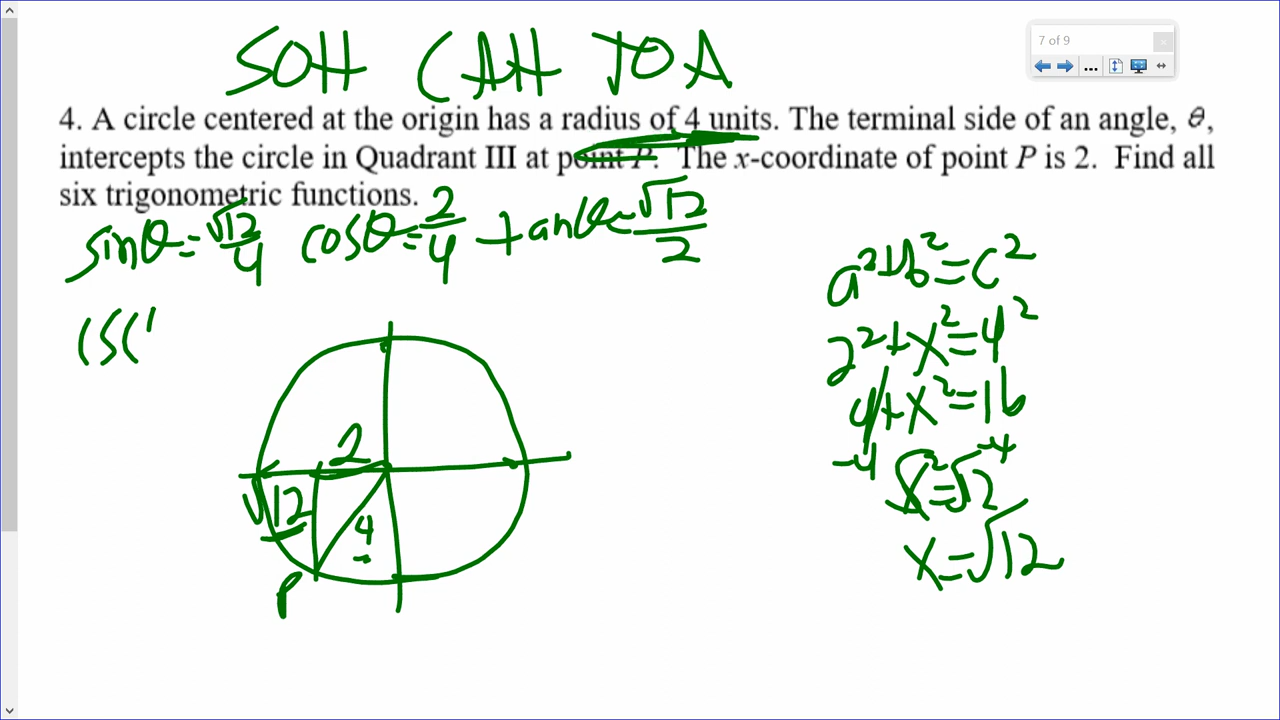 SOH CAH TOA
7 of 9
4. A circle centered at the origin has a radius of 4 units. The terminal side of an angle, θ,
intercepts the circle in Quadrant III at point P. The x-coordinate of point P is 2. Find all
six trigonometric functions.
sinθ=√12/4 cosθ=2/4 tanθ=√12/2
csc
2
√12
4
P
a²+b²=c²
2²+x²=4²
4+x²=16
-4 -4
√x²=√12
x=√12